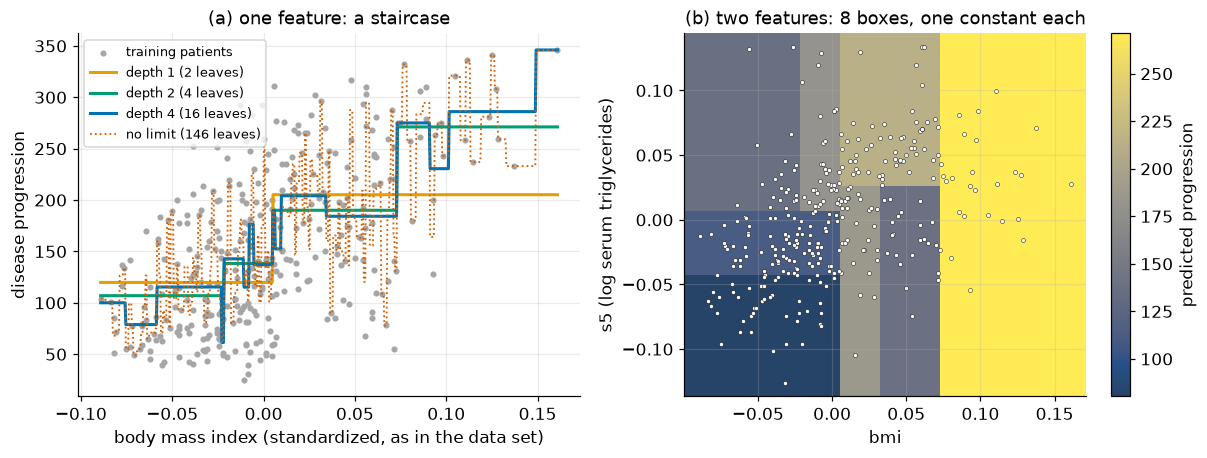 (a) one feature: a staircase
350
300
250
200
150
100
50
−0.10
−0.05
0.00
0.05
0.10
0.15
disease progression
body mass index (standardized, as in the data set)
training patients
depth 1 (2 leaves)
depth 2 (4 leaves)
depth 4 (16 leaves)
no limit (146 leaves)
(b) two features: 8 boxes, one constant each
0.10
0.05
0.00
−0.05
−0.10
−0.05
0.00
0.05
0.10
0.15
s5 (log serum triglycerides)
bmi
250
225
200
175
150
125
100
predicted progression